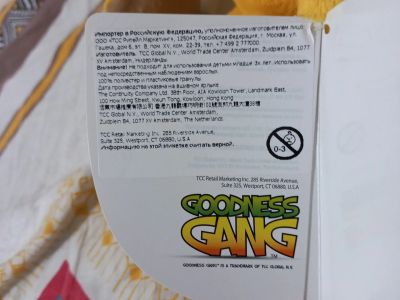 Импортер в Российскую Федерацию, уполномоченное изготовителем лицо:
ООО «ТСС Ритейл Маркетинг», 125047, Российская Федерация, г. Москва, ул.
Гашека, дом 6, эт. 8, пом. XV, ком. 22-39, тел. +7 499 2 777000.
Изготовитель: TCC Global N.V., World Trade Center Amsterdam, Zuidplein 84, 1077
XV Amsterdam, Нидерланды
Внимание! Не подходит для использования детьми младше 3х лет. Использовать
под непосредственным наблюдением взрослых.
100% полиэстер и пластиковые гранулы
Дата производства указана на вшивном ярлыке
The Continuity Company Ltd. 38th Floor, AIA Kowloon Tower, Landmark East,
100 How Ming Street, Kwun Tong, Kowloon, Hong Kong
TCC Global N.V., World Trade Center Amsterdam,
Zuidplein 84, 1077 XV Amsterdam, The Netherlands
TCC Retail Marketing Inc. 285 Riverside Avenue,
Suite 325, Westport, CT 06880, U.S.A
Информацию на этой этикетке считать верной.
0-3
TCC Retail Marketing Inc. 285 Riverside Avenue,
Suite 325, Westport, CT 06880, U.S.A
GOODNESS
GANG
™
GOODNESS GANG™ IS A TRADEMARK OF TCC GLOBAL N.V.